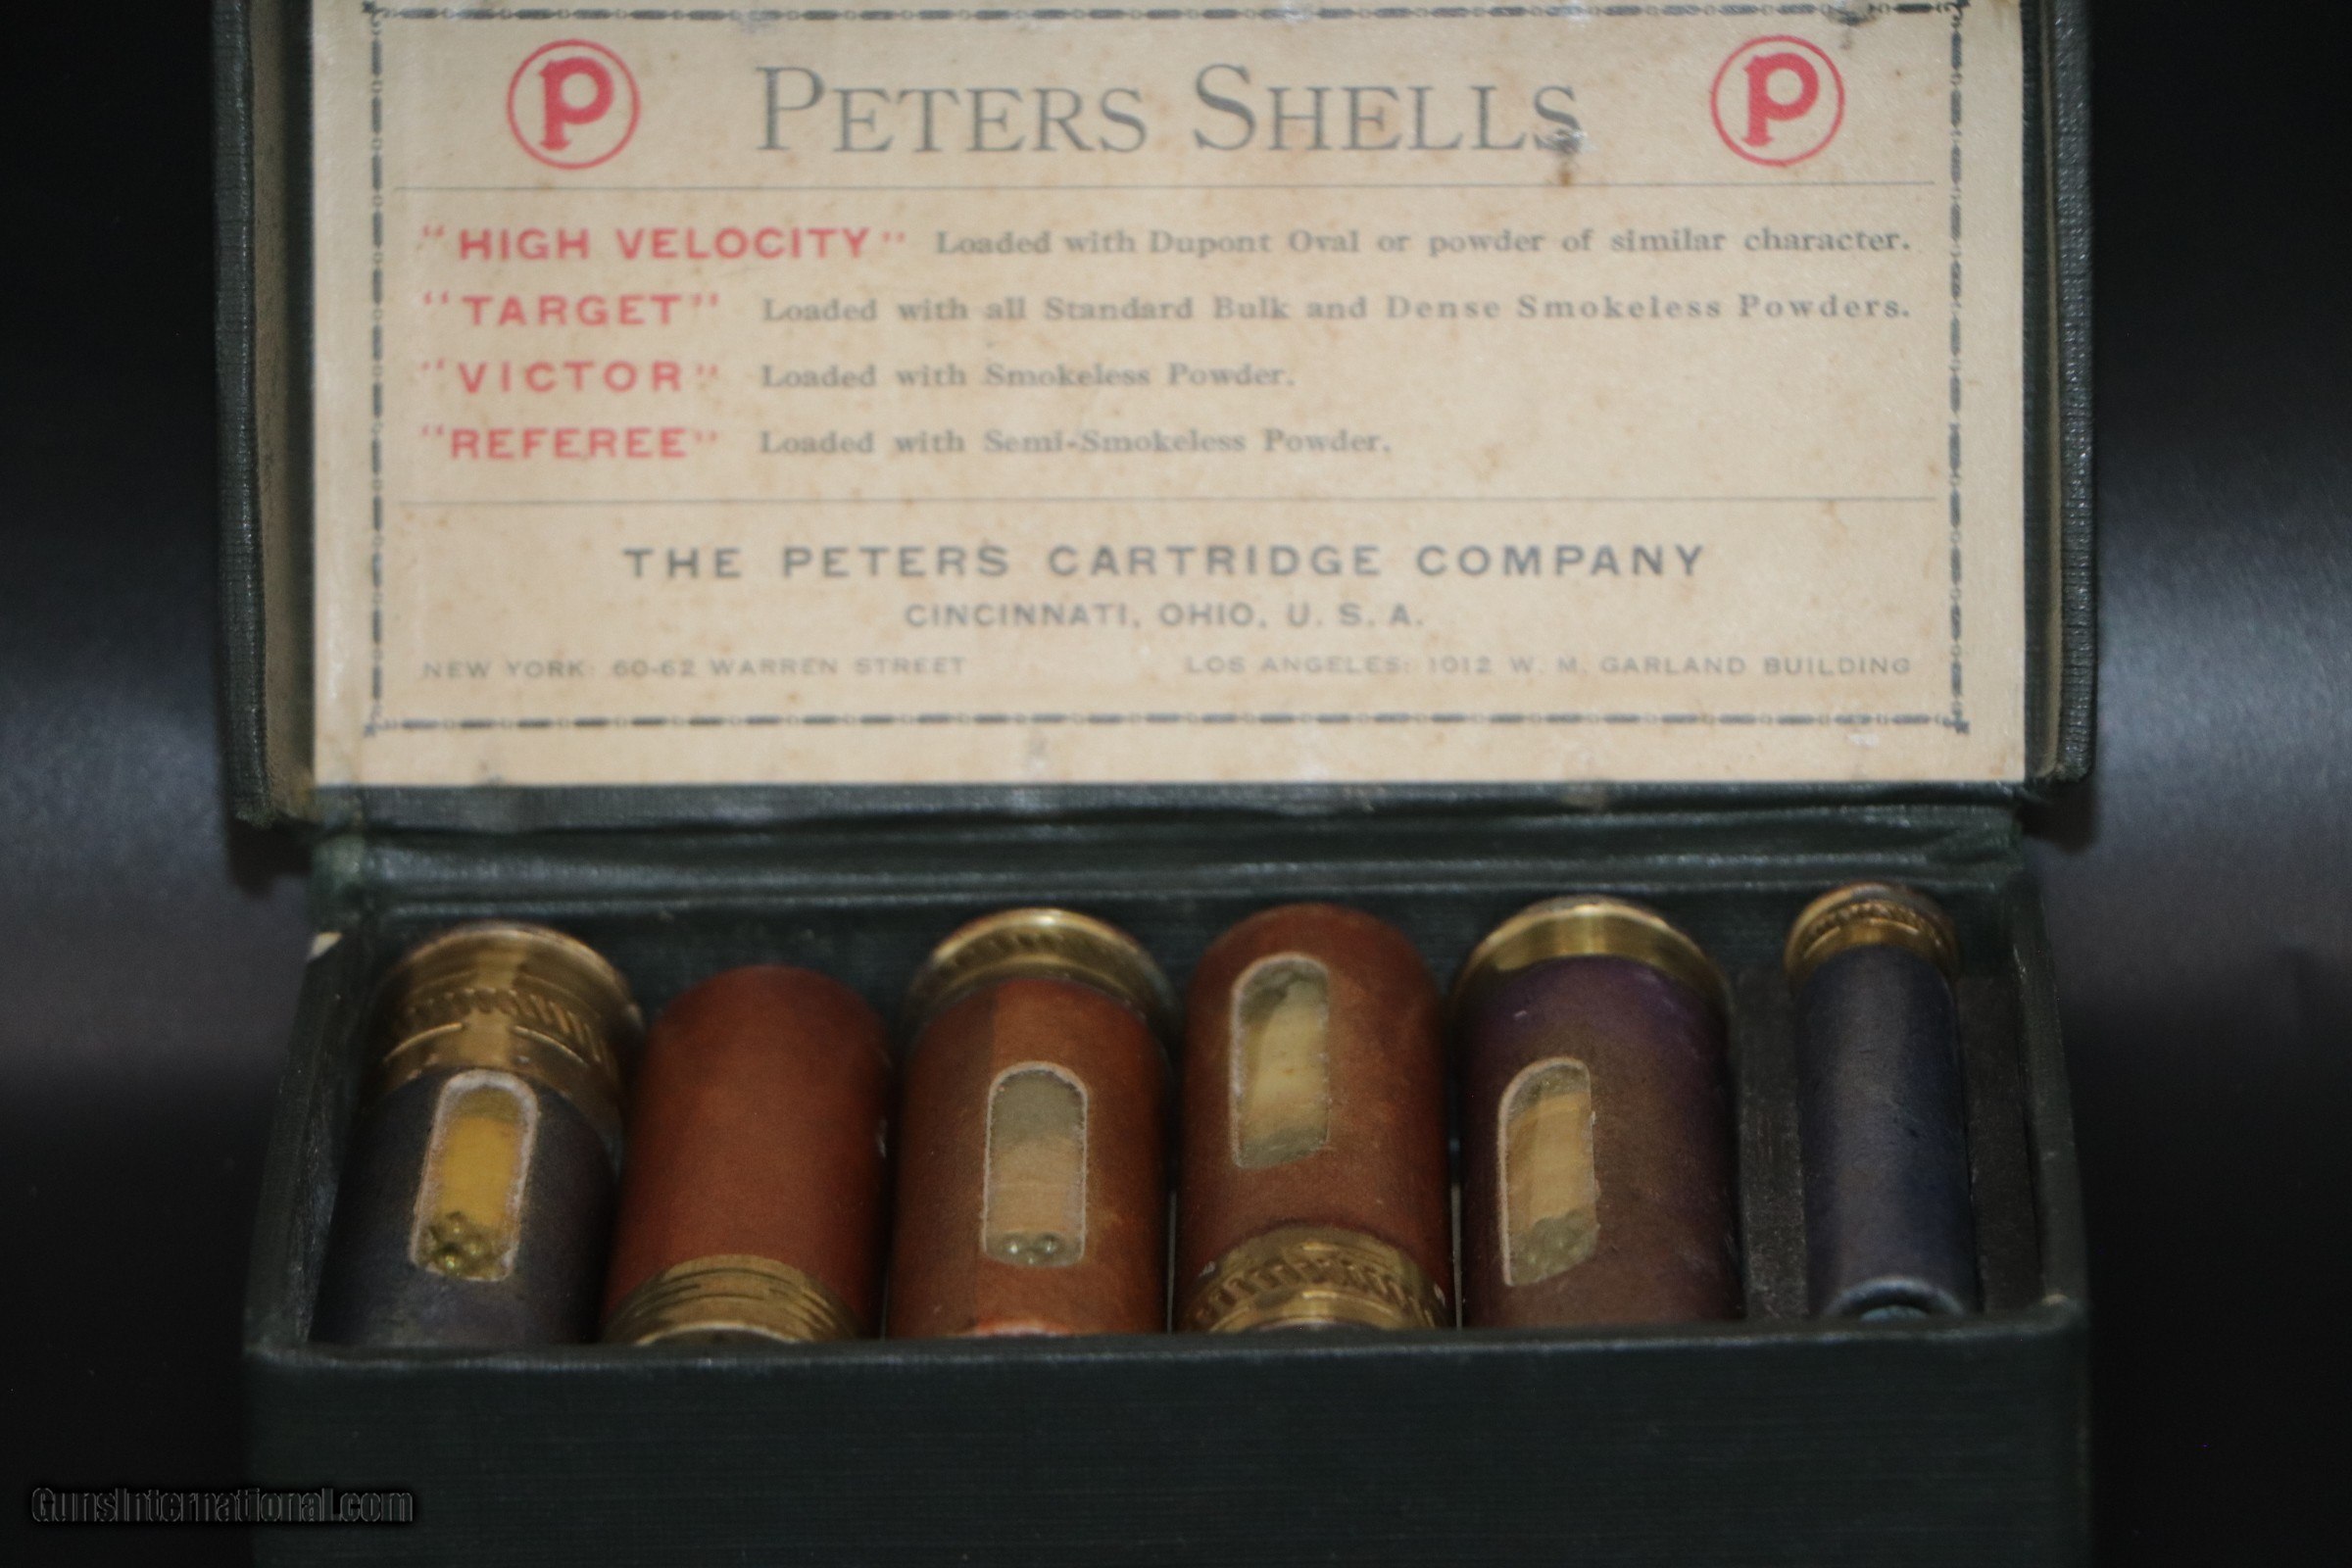 P PETERS SHELLS P
"HIGH VELOCITY" Loaded with Dupont Oval or powder of similar character.
"TARGET" Loaded with all Standard Bulk and Dense Smokeless Powders.
"VICTOR" Loaded with Smokeless Powder.
"REFEREE" Loaded with Semi-Smokeless Powder.
THE PETERS CARTRIDGE COMPANY
CINCINNATI, OHIO, U. S. A.
NEW YORK: 60-62 WARREN STREET LOS ANGELES: 1012 W. M. GARLAND BUILDING
GunsInternational.com